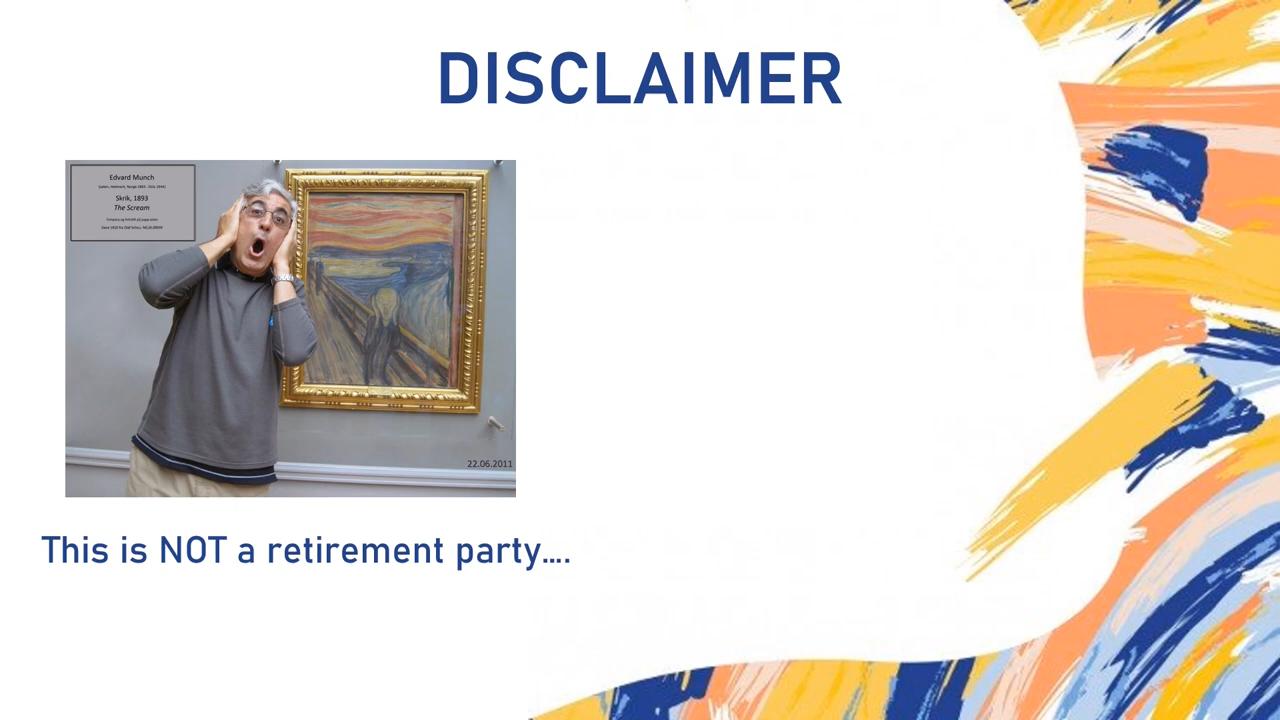 DISCLAIMER
Edvard Munch
Skrik, 1893
The Scream
22.06.2011
This is NOT a retirement party....